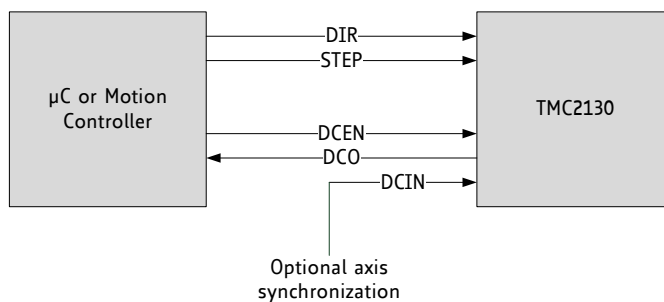 DIR
STEP
µC or Motion
Controller
TMC2130
DCEN
DCO
DCIN
Optional axis
synchronization